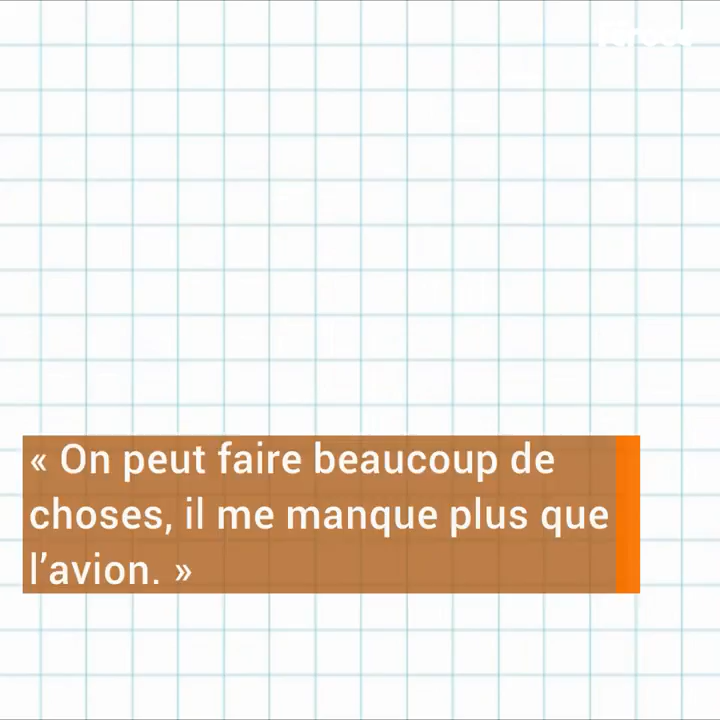 « On peut faire beaucoup de
choses, il me manque plus que
l’avion. »